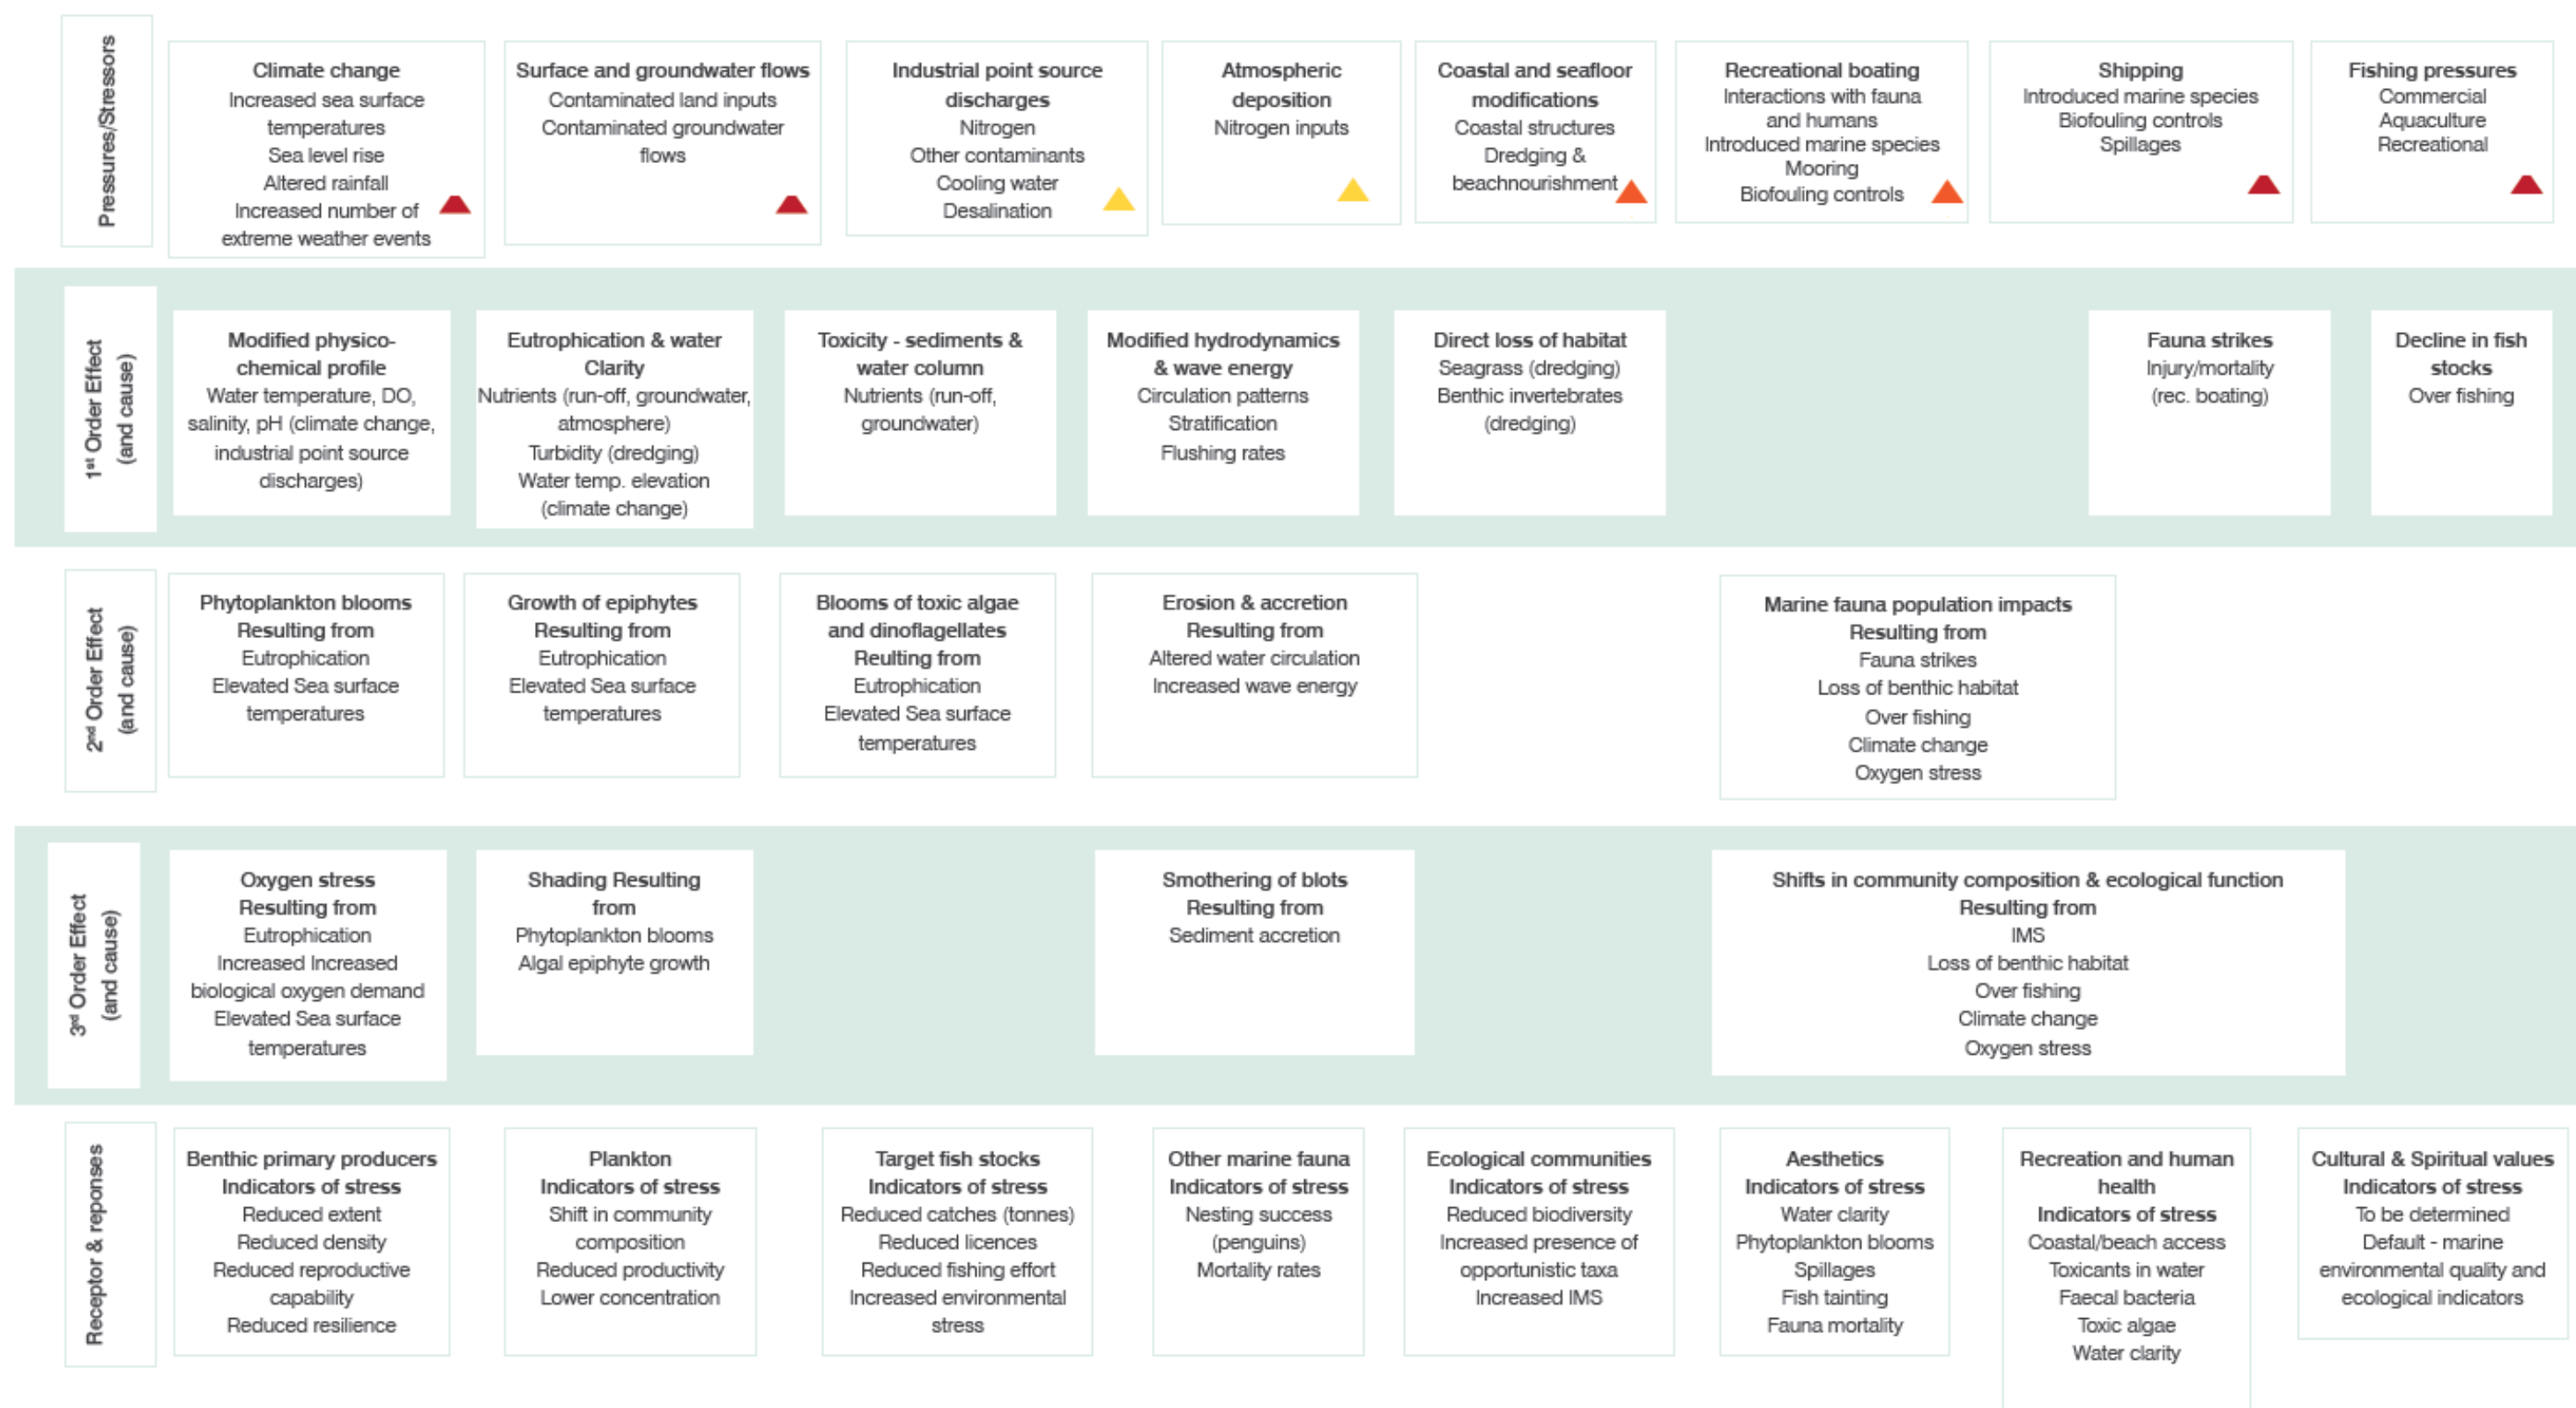 Pressures/Stressors
Climate change
Increased sea surface
temperatures
Sea level rise
Altered rainfall
Increased number of
extreme weather events
Surface and groundwater flows
Contaminated land inputs
Contaminated groundwater
flows
Industrial point source
discharges
Nitrogen
Other contaminants
Cooling water
Desalination
Atmospheric
deposition
Nitrogen inputs
Coastal and seafloor
modifications
Coastal structures
Dredging &
beachnourishment
Recreational boating
Interactions with fauna
and humans
Introduced marine species
Mooring
Biofouling controls
Shipping
Introduced marine species
Biofouling controls
Spillages
Fishing pressures
Commercial
Aquaculture
Recreational
1st Order Effect
(and cause)
Modified physico-
chemical profile
Water temperature, DO,
salinity, pH (climate change,
industrial point source
discharges)
Eutrophication & water
Clarity
Nutrients (run-off, groundwater,
atmosphere)
Turbidity (dredging)
Water temp. elevation
(climate change)
Toxicity - sediments &
water column
Nutrients (run-off,
groundwater)
Modified hydrodynamics
& wave energy
Circulation patterns
Stratification
Flushing rates
Direct loss of habitat
Seagrass (dredging)
Benthic invertebrates
(dredging)
Fauna strikes
Injury/mortality
(rec. boating)
Decline in fish
stocks
Over fishing
2nd Order Effect
(and cause)
Phytoplankton blooms
Resulting from
Eutrophication
Elevated Sea surface
temperatures
Growth of epiphytes
Resulting from
Eutrophication
Elevated Sea surface
temperatures
Blooms of toxic algae
and dinoflagellates
Reulting from
Eutrophication
Elevated Sea surface
temperatures
Erosion & accretion
Resulting from
Altered water circulation
Increased wave energy
Marine fauna population impacts
Resulting from
Fauna strikes
Loss of benthic habitat
Over fishing
Climate change
Oxygen stress
3rd Order Effect
(and cause)
Oxygen stress
Resulting from
Eutrophication
Increased Increased
biological oxygen demand
Elevated Sea surface
temperatures
Shading Resulting
from
Phytoplankton blooms
Algal epiphyte growth
Smothering of blots
Resulting from
Sediment accretion
Shifts in community composition & ecological function
Resulting from
IMS
Loss of benthic habitat
Over fishing
Climate change
Oxygen stress
Receptor & reponses
Benthic primary producers
Indicators of stress
Reduced extent
Reduced density
Reduced reproductive
capability
Reduced resilience
Plankton
Indicators of stress
Shift in community
composition
Reduced productivity
Lower concentration
Target fish stocks
Indicators of stress
Reduced catches (tonnes)
Reduced licences
Reduced fishing effort
Increased environmental
stress
Other marine fauna
Indicators of stress
Nesting success
(penguins)
Mortality rates
Ecological communities
Indicators of stress
Reduced biodiversity
Increased presence of
opportunistic taxa
Increased IMS
Aesthetics
Indicators of stress
Water clarity
Phytoplankton blooms
Spillages
Fish tainting
Fauna mortality
Recreation and human
health
Indicators of stress
Coastal/beach access
Toxicants in water
Faecal bacteria
Toxic algae
Water clarity
Cultural & Spiritual values
Indicators of stress
To be determined
Default - marine
environmental quality and
ecological indicators